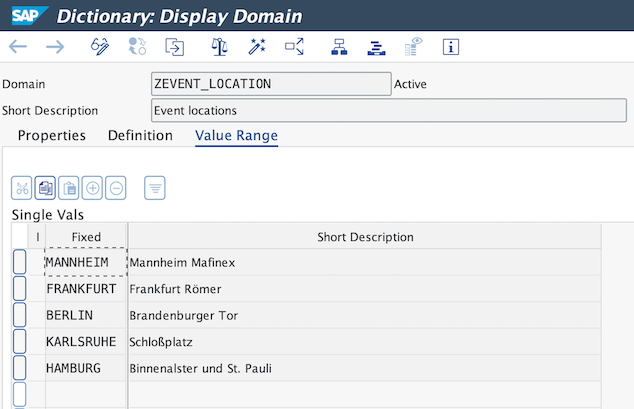 SAP Dictionary: Display Domain
Domain ZEVENT_LOCATION Active
Short Description Event locations
Properties Definition Value Range
Single Vals
I Fixed Short Description
MANNHEIM Mannheim Mafinex
FRANKFURT Frankfurt Römer
BERLIN Brandenburger Tor
KARLSRUHE Schloßplatz
HAMBURG Binnenalster und St. Pauli